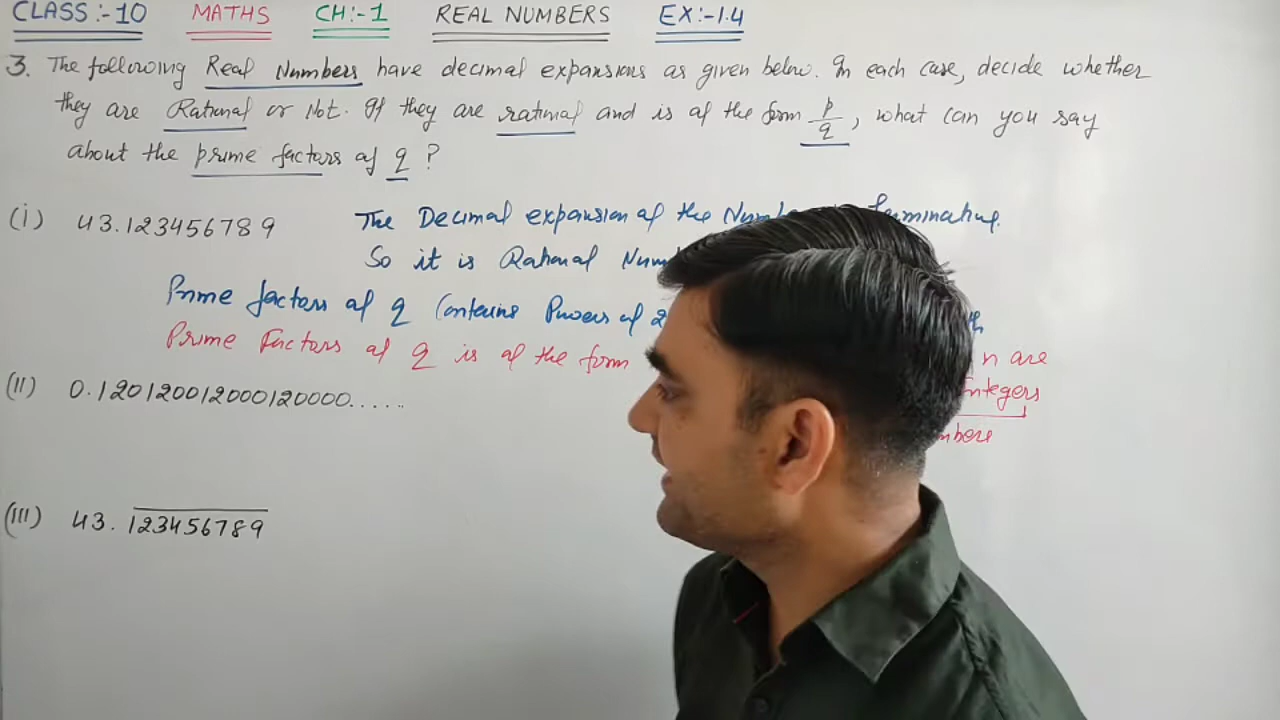 CLASS :- 10 MATHS CH :- 1 REAL NUMBERS EX :- 1.4
3. The following Real Numbers have decimal expansions as given below. In each case, decide whether
they are Rational or Not. If they are rational and is of the form p/q, what can you say
about the prime factors of q ?
(i) 43.123456789 The Decimal expansion of the Terminating.
So it is Rational
Prime factors of q Contains Powers of 2
Prime Factors of q is of the form n are
Integers
(ii) 0.120120012000120000.....
(iii) 43.\overline{123456789}